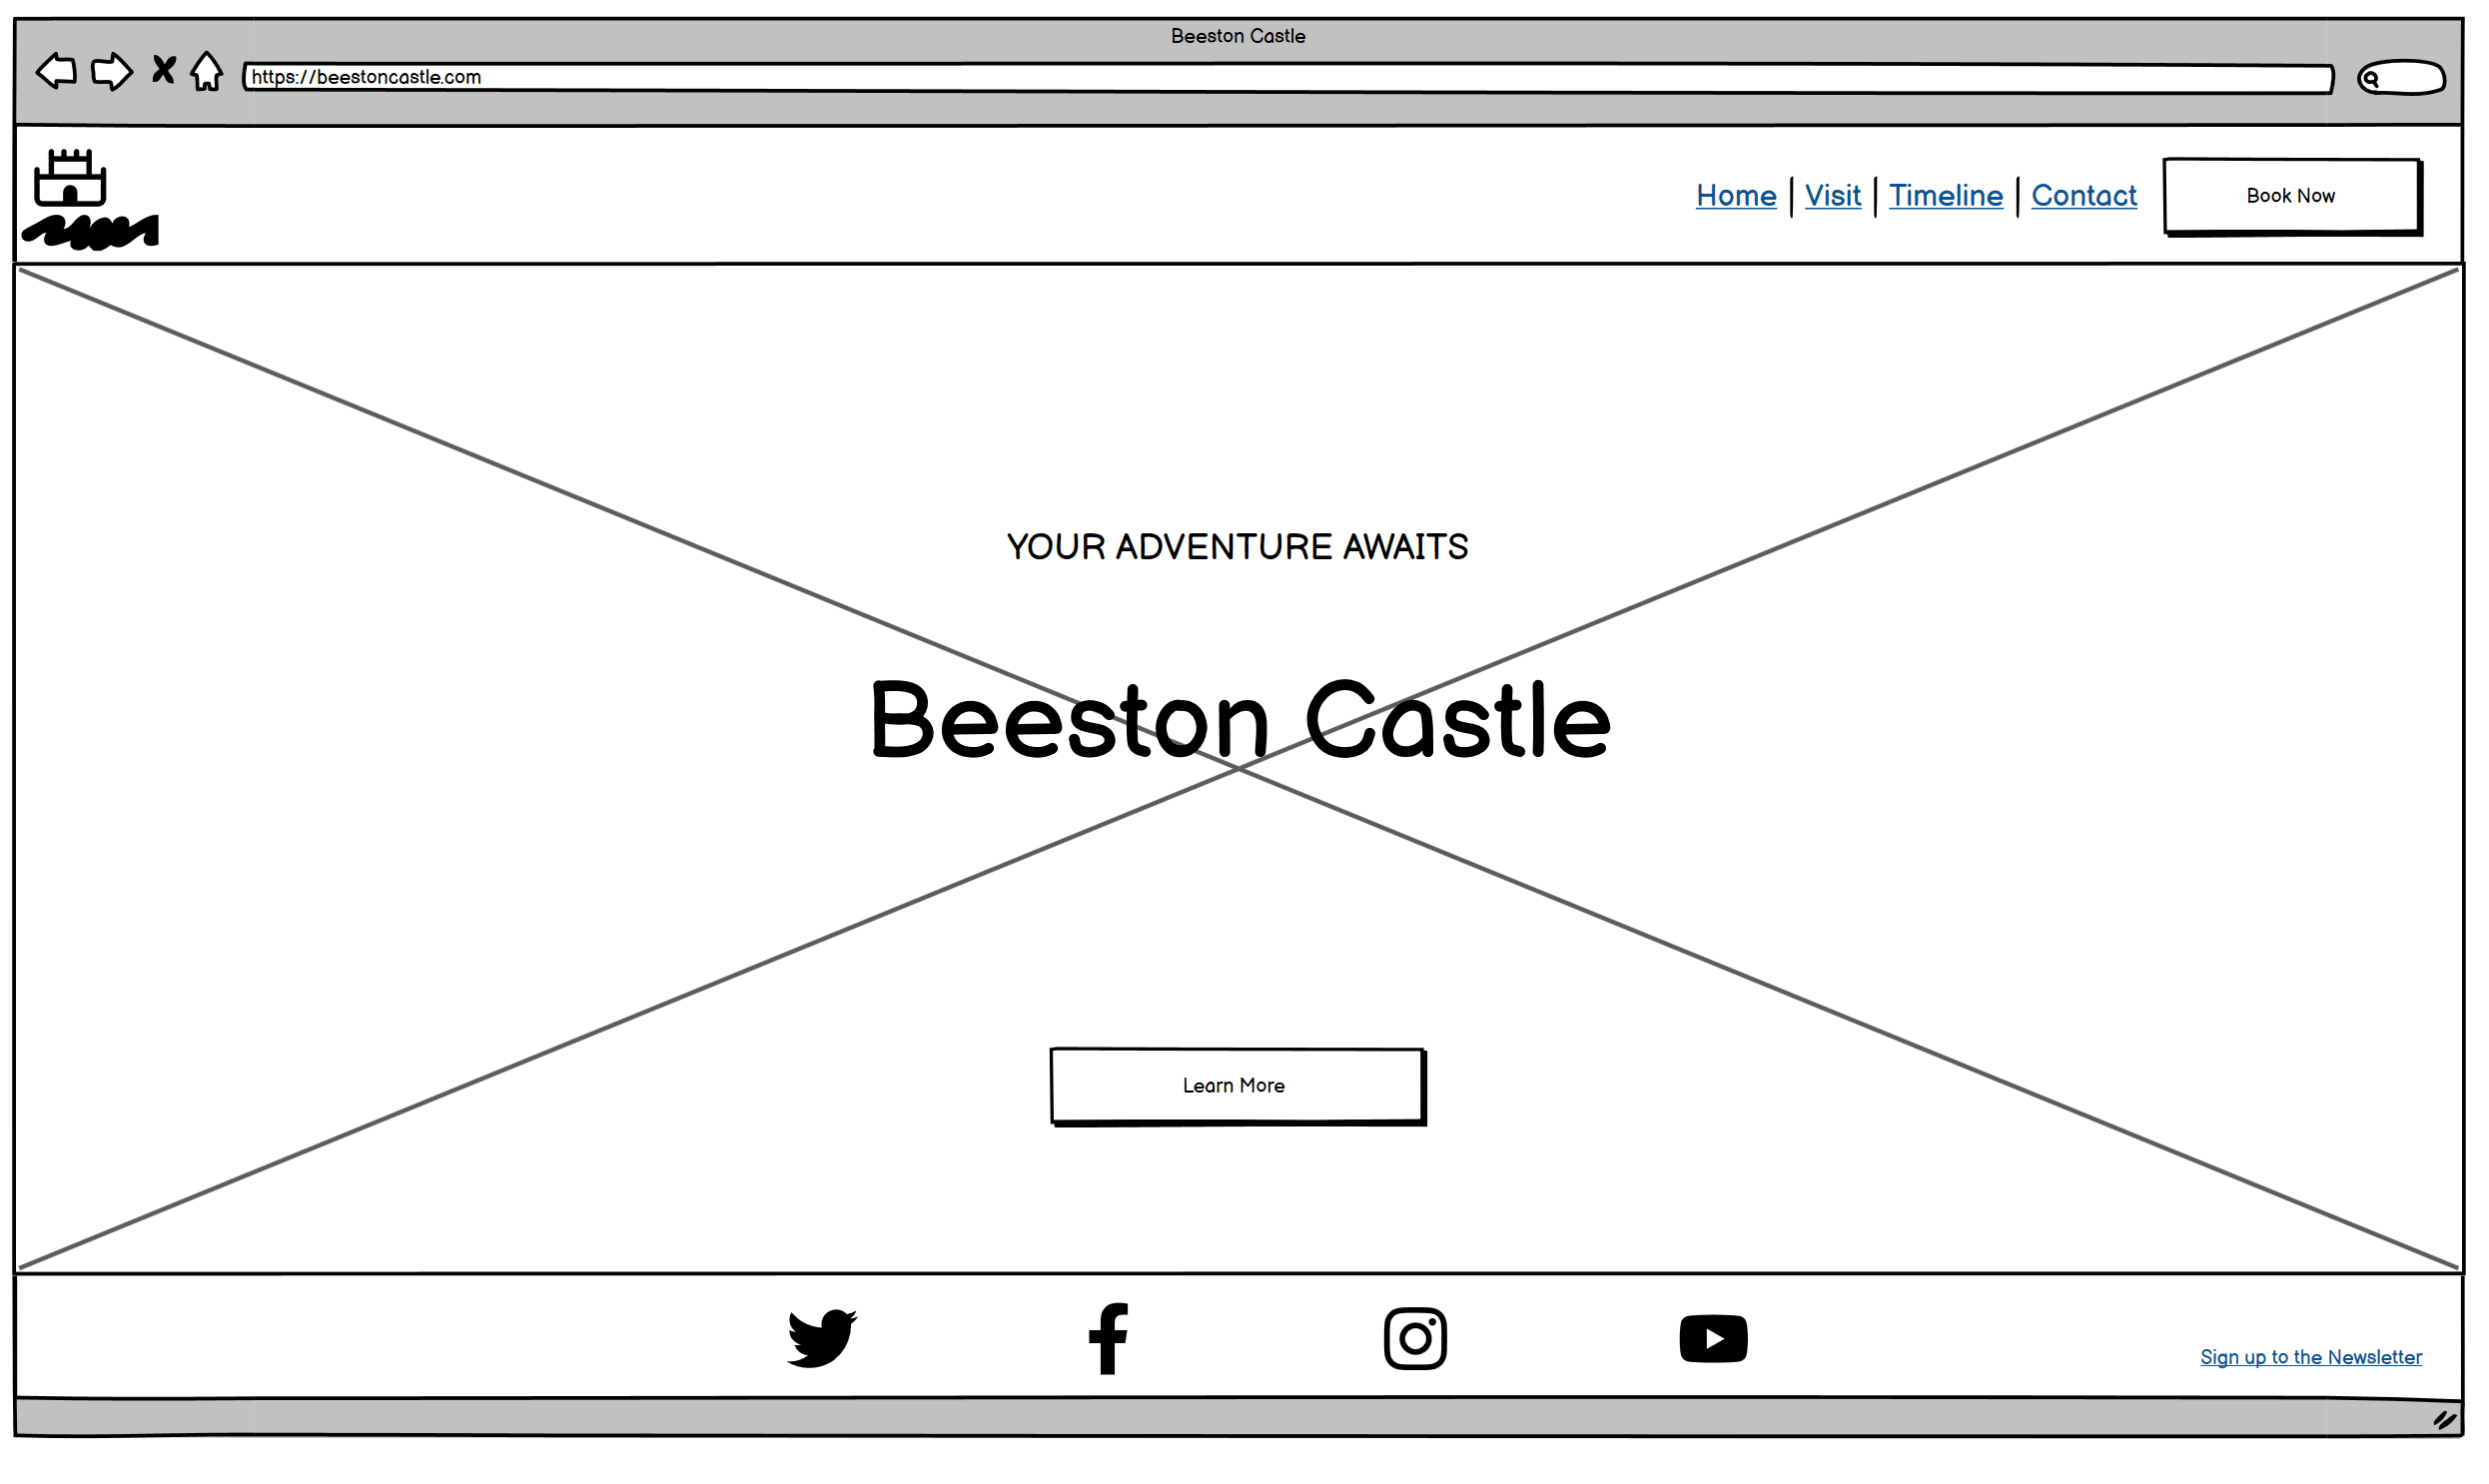 Beeston Castle
https://beestoncastle.com
Home | Visit | Timeline | Contact
Book Now
YOUR ADVENTURE AWAITS
Beeston Castle
Learn More
Sign up to the Newsletter